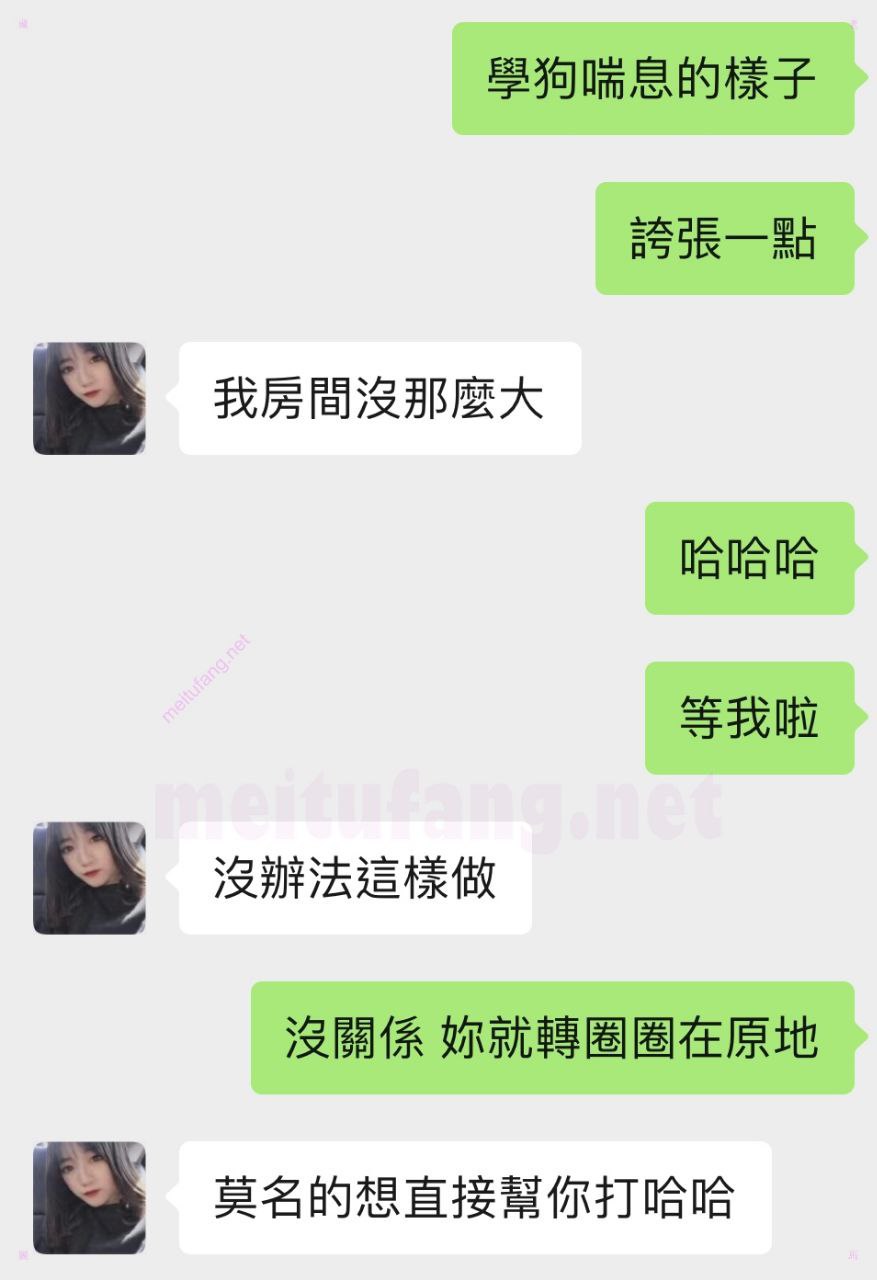 學狗喘息的樣子
誇張一點
我房間沒那麼大
哈哈哈
meitufang.net
等我啦
meitufang.net
沒辦法這樣做
沒關係 妳就轉圈圈在原地
莫名的想直接幫你打哈哈